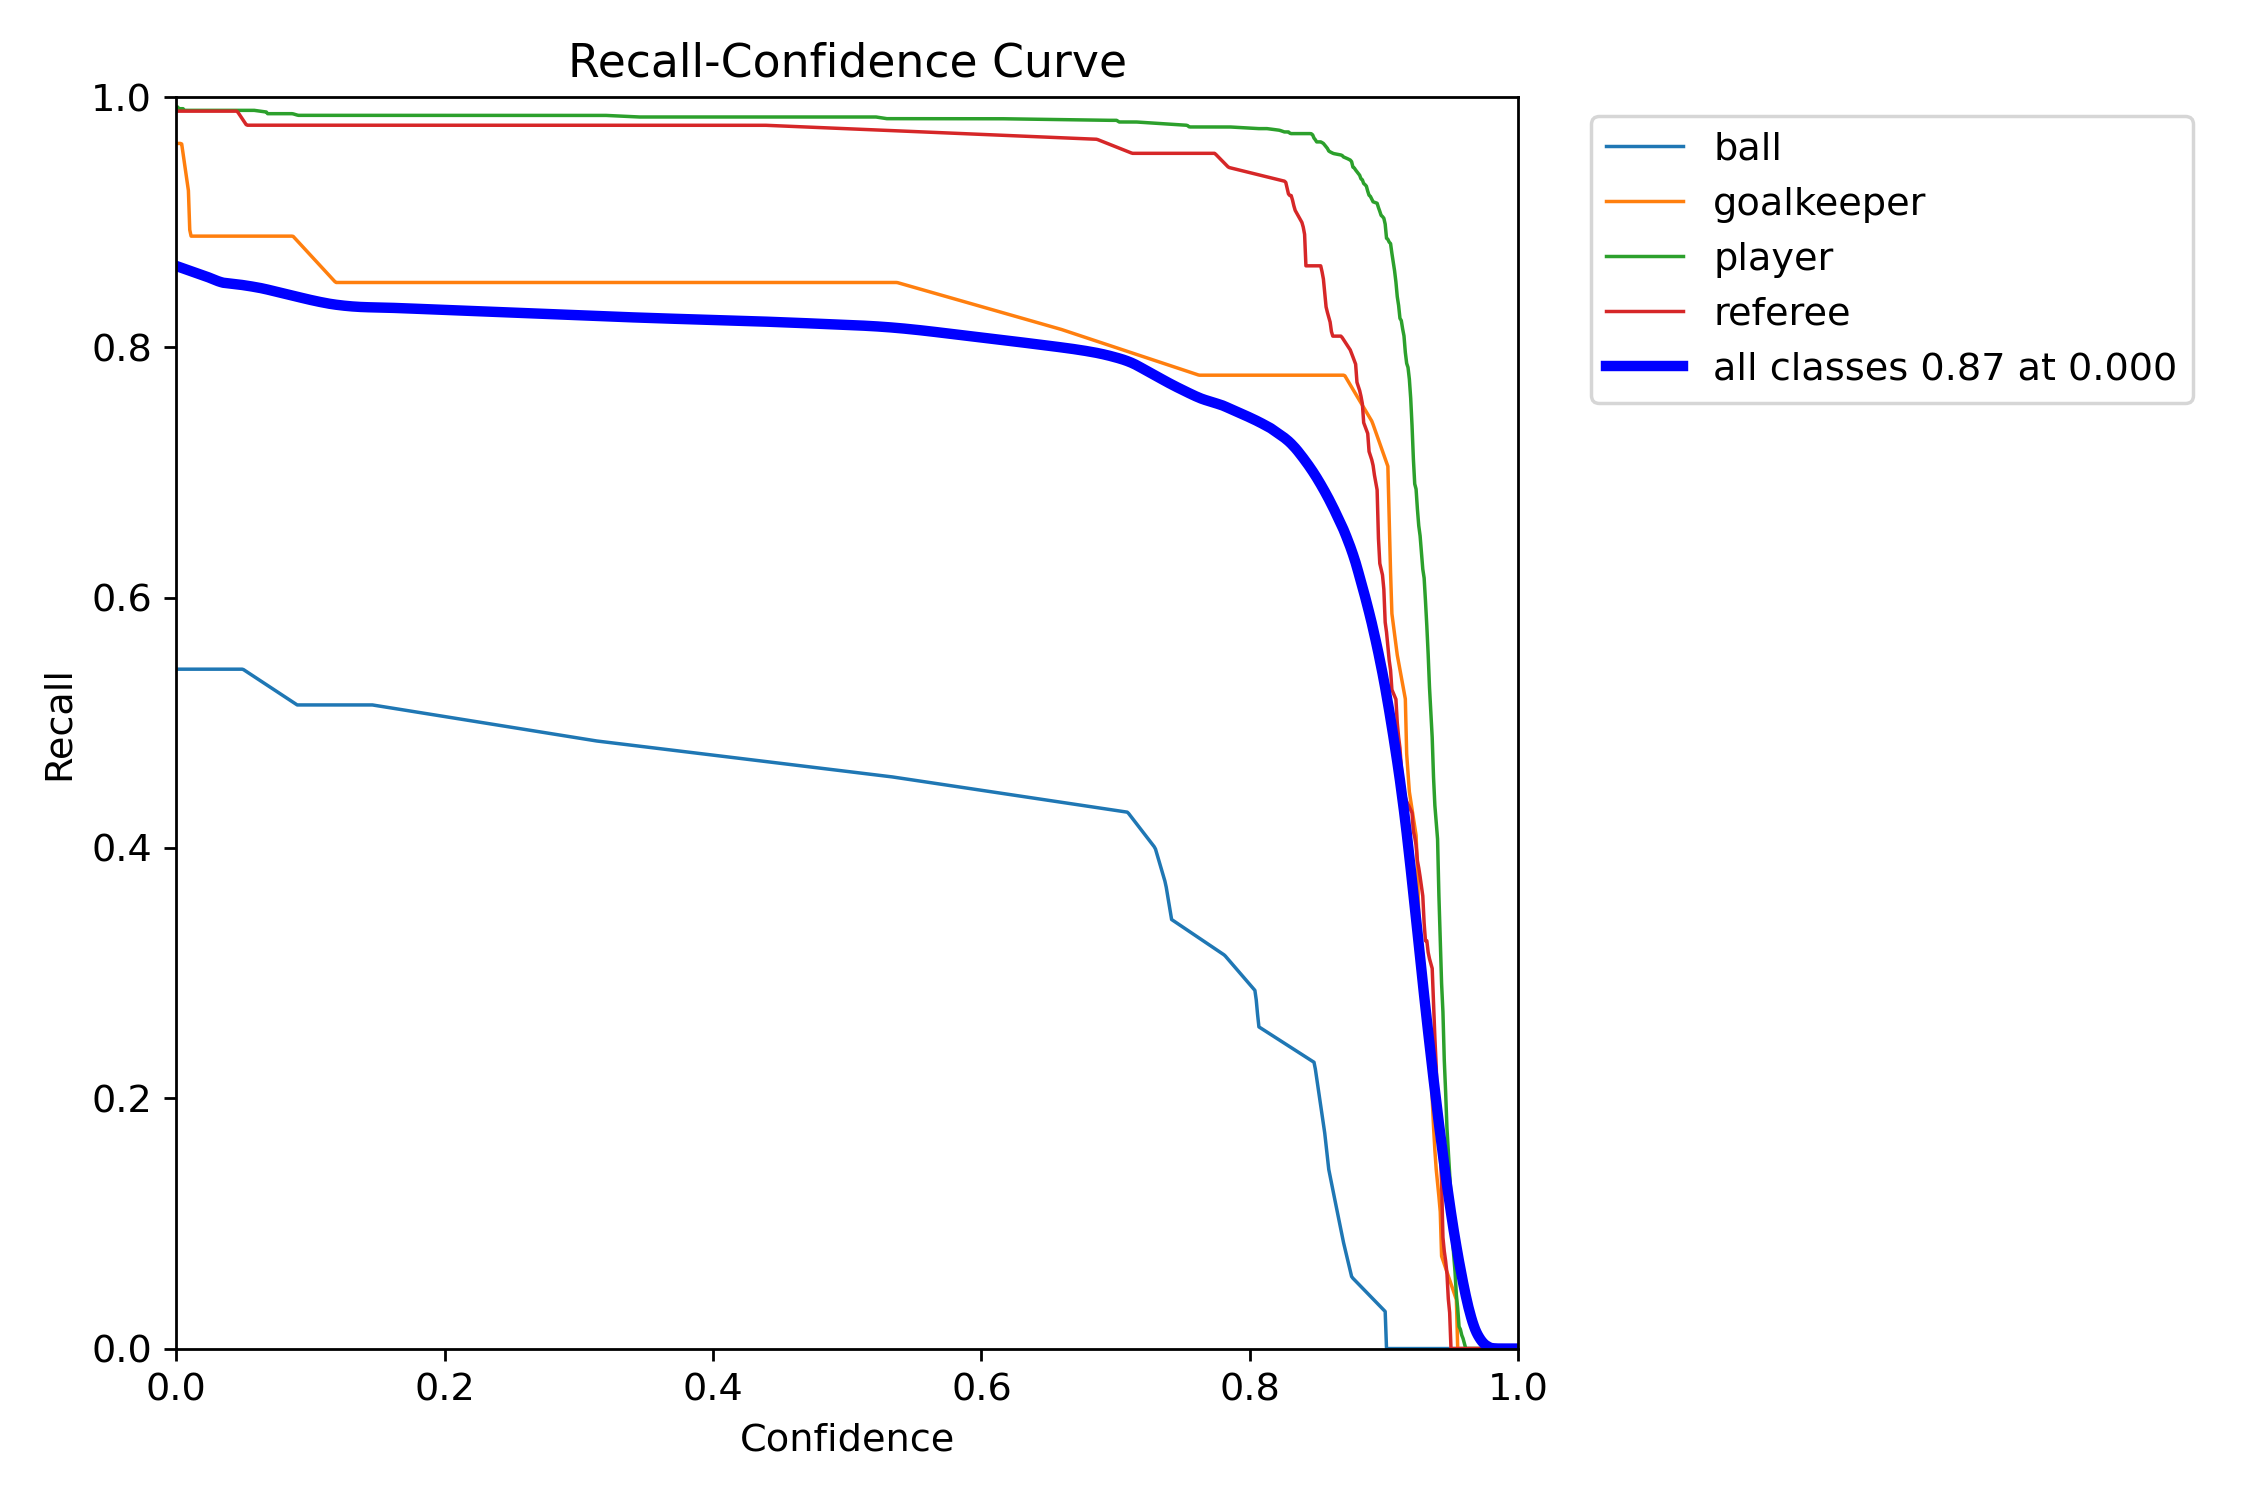 Recall-Confidence Curve
1.0
0.8
0.6
0.4
0.2
0.0
Recall
0.0 0.2 0.4 0.6 0.8 1.0
Confidence
ball
goalkeeper
player
referee
all classes 0.87 at 0.000